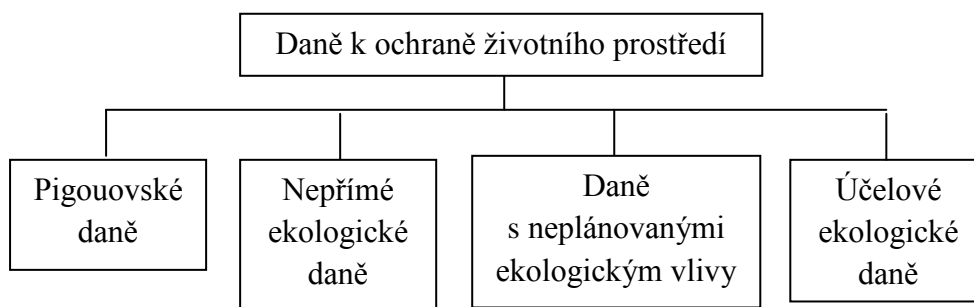 Daně k ochraně životního prostředí
Pigouovské
daně
Nepřímé
ekologické
daně
Daně
s neplánovanými
ekologickým vlivy
Účelové
ekologické
daně